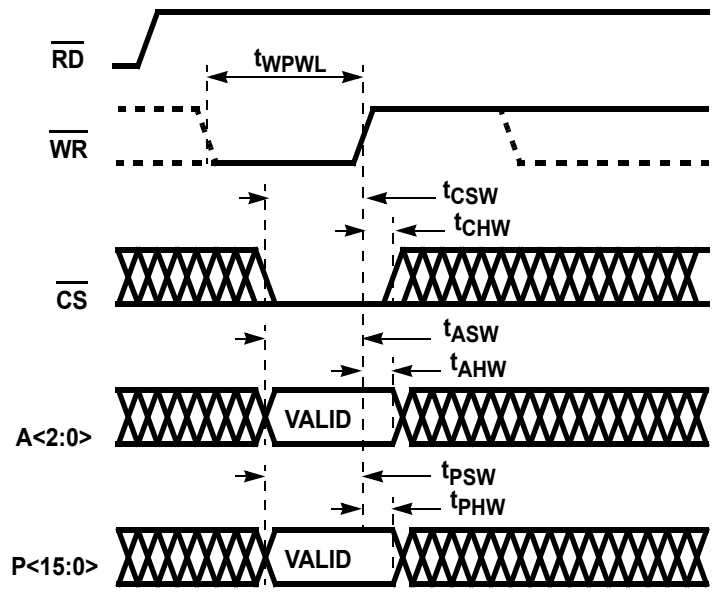 RD
tWPWL
WR
tCSW
tCHW
CS
tASW
tAHW
VALID
A<2:0>
tPSW
tPHW
VALID
P<15:0>